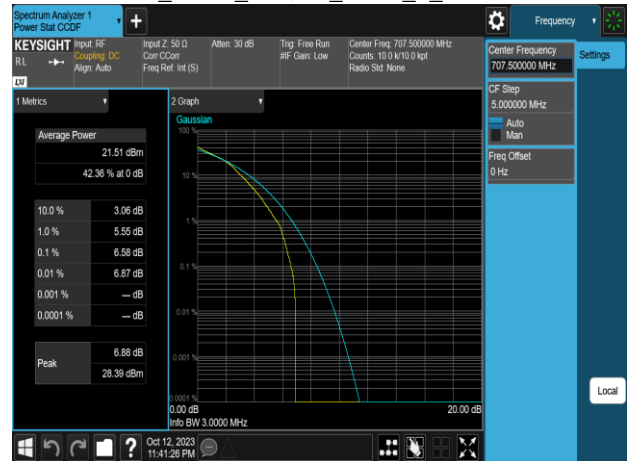 Spectrum Analyzer 1
Power Stat CCDF
+
Frequency
KEYSIGHT
RL
LXI
Input: RF
Coupling: DC
Align: Auto
Input Z: 50 Ω
Corr CCorr
Freq Ref: Int (S)
Atten: 30 dB
Trig: Free Run
#IF Gain: Low
Center Freq: 707.500000 MHz
Counts: 10.0 k/10.0 kpt
Radio Std: None
1 Metrics
Average Power
21.51 dBm
42.36 % at 0 dB
10.0 % 3.06 dB
1.0 % 5.55 dB
0.1 % 6.58 dB
0.01 % 6.87 dB
0.001 % --- dB
0.0001 % --- dB
Peak
6.88 dB
28.39 dBm
2 Graph
Gaussian
100 %
10 %
1 %
0.1 %
0.01 %
0.001 %
0.0001 %
0.00 dB 20.00 dB
Info BW 3.0000 MHz
Center Frequency
707.500000 MHz
Settings
CF Step
5.000000 MHz
Auto
Man
Freq Offset
0 Hz
Local
?
Oct 12, 2023
11:41:26 PM